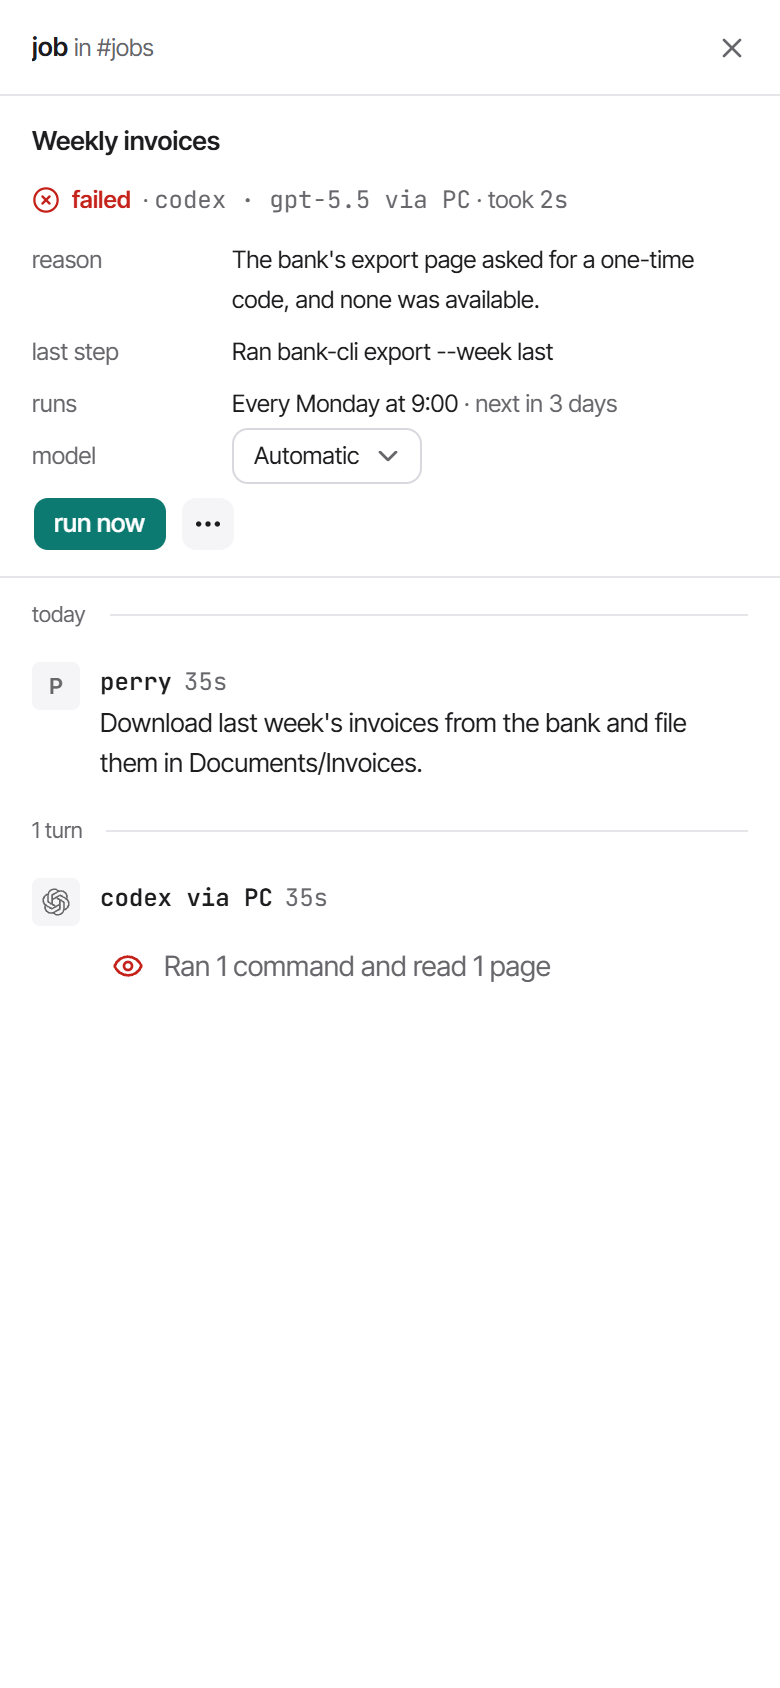 job in #jobs
Weekly invoices
failed · codex · gpt-5.5 via PC · took 2s
reason The bank's export page asked for a one-time
code, and none was available.
last step Ran bank-cli export --week last
runs Every Monday at 9:00 · next in 3 days
model Automatic
run now
today
P perry 35s
Download last week's invoices from the bank and file
them in Documents/Invoices.
1 turn
codex via PC 35s
Ran 1 command and read 1 page